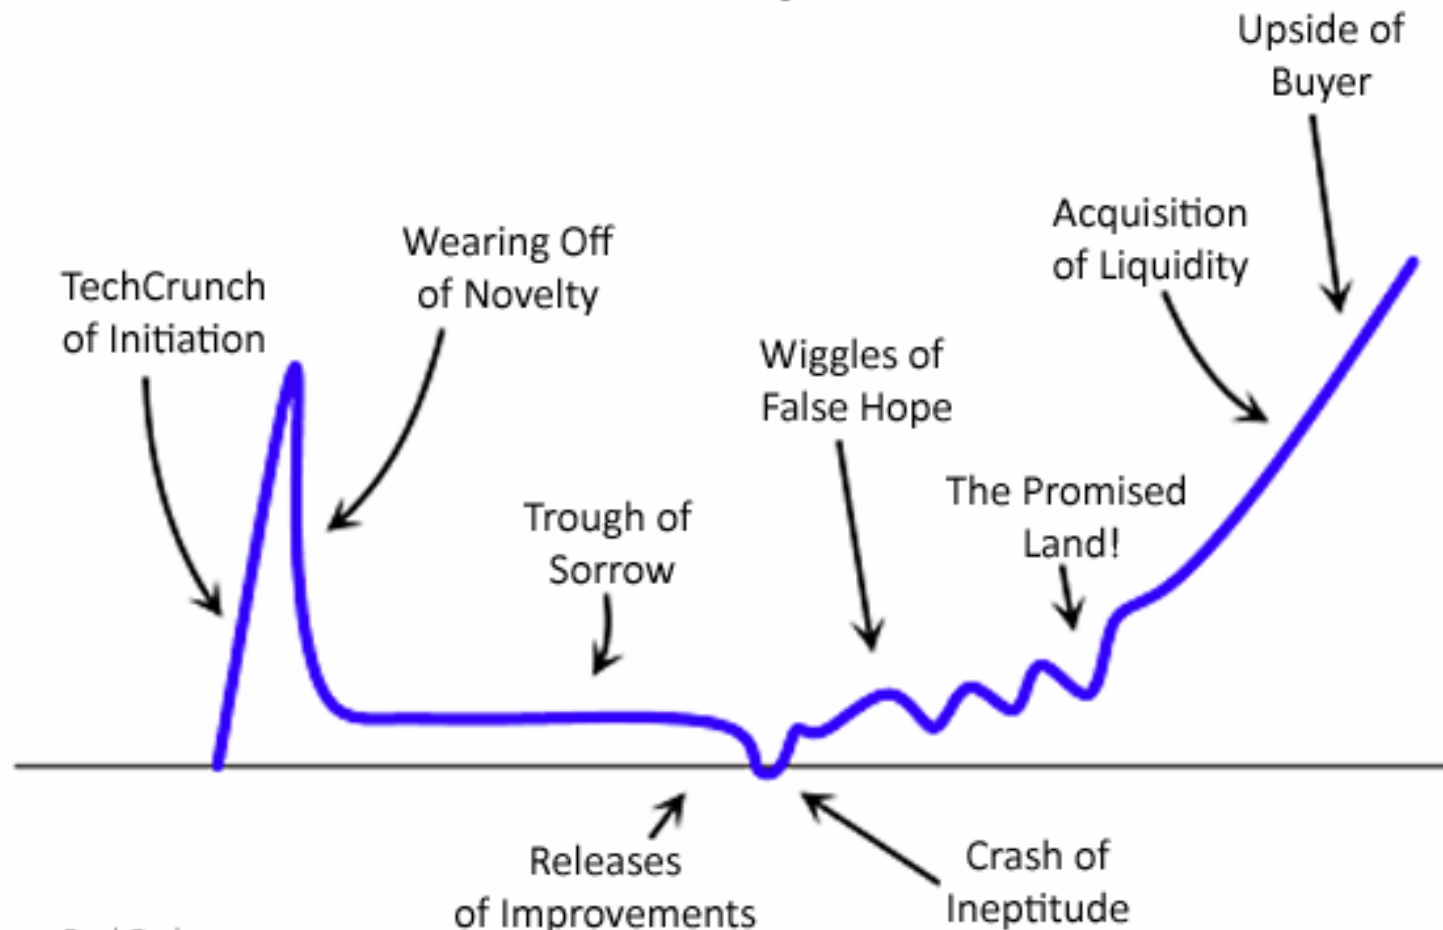 Upside of
Buyer
Acquisition
of Liquidity
Wearing Off
of Novelty
TechCrunch
of Initiation
Wiggles of
False Hope
The Promised
Land!
Trough of
Sorrow
Releases
of Improvements
Crash of
Ineptitude